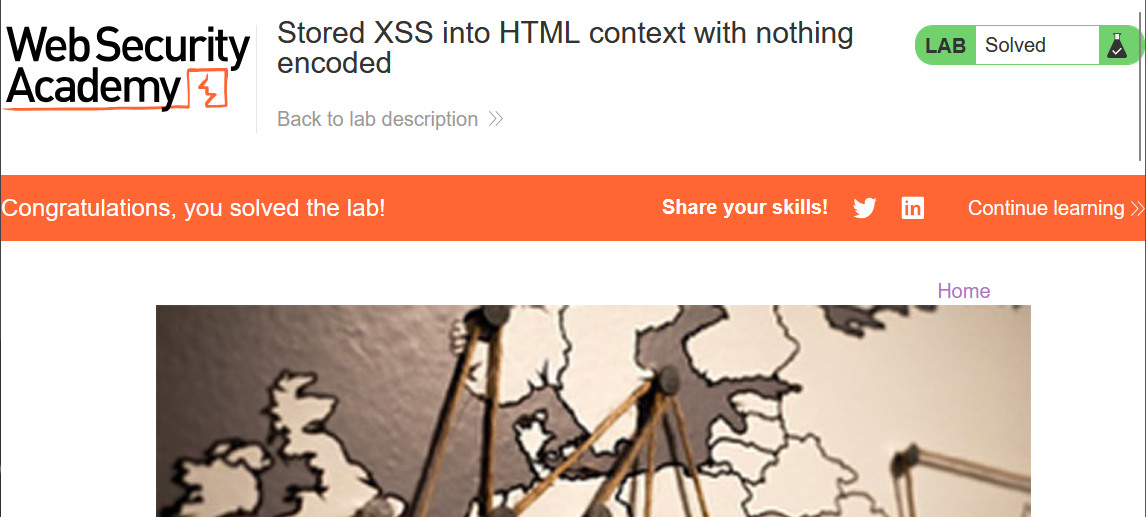 Web Security
Academy
Stored XSS into HTML context with nothing
encoded
Back to lab description
LAB Solved
Congratulations, you solved the lab!
Share your skills!
in
Continue learning
Home